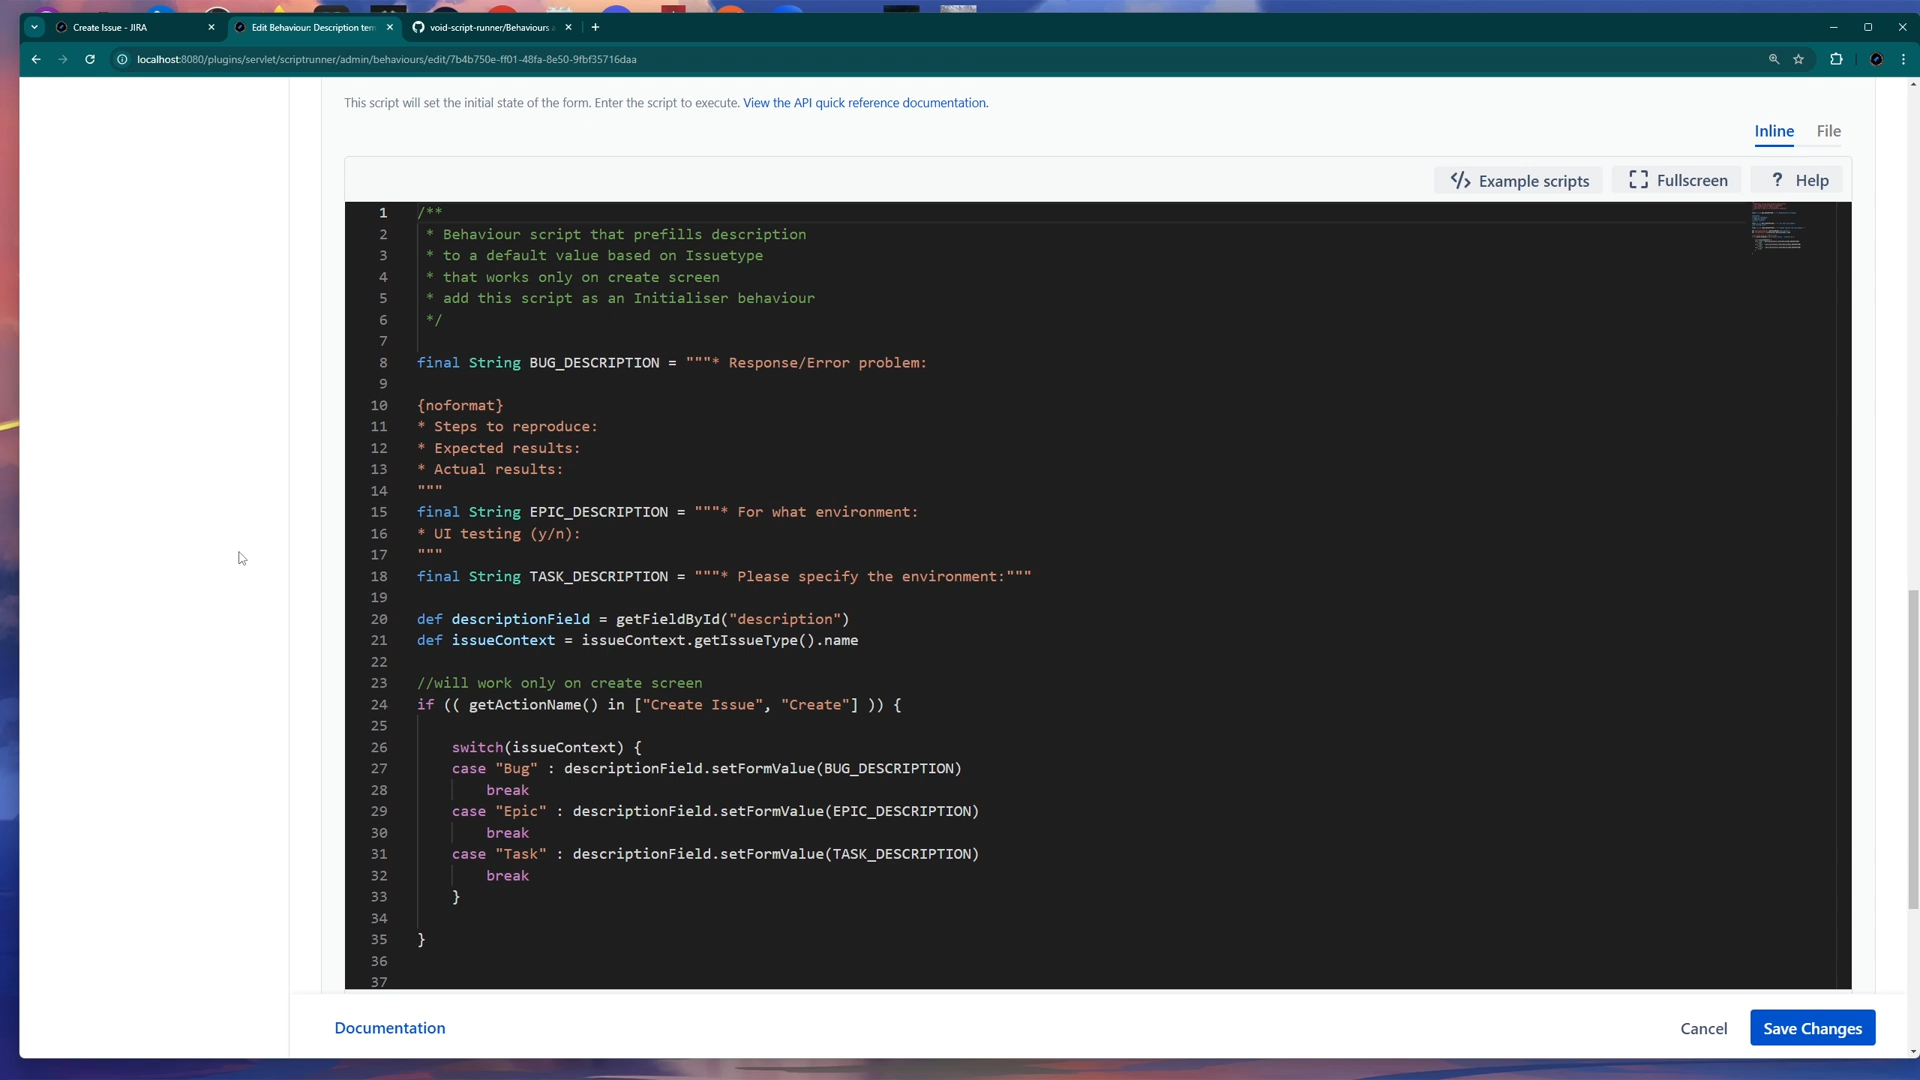 Create Issue - JIRA
Edit Behaviour: Description tem
void-script-runner/Behaviours a
localhost:8080/plugins/servlet/scriptrunner/admin/behaviours/edit/7b4b750e-ff01-48fa-8e50-9fbf35716daa
This script will set the initial state of the form. Enter the script to execute. View the API quick reference documentation.
Inline File
</> Example scripts Fullscreen ? Help
1 /**
2 * Behaviour script that prefills description
3 * to a default value based on Issuetype
4 * that works only on create screen
5 * add this script as an Initialiser behaviour
6 */
7
8 final String BUG_DESCRIPTION = """* Response/Error problem:
9
10 {noformat}
11 * Steps to reproduce:
12 * Expected results:
13 * Actual results:
14 """
15 final String EPIC_DESCRIPTION = """* For what environment:
16 * UI testing (y/n):
17 """
18 final String TASK_DESCRIPTION = """* Please specify the environment:"""
19
20 def descriptionField = getFieldById("description")
21 def issueContext = issueContext.getIssueType().name
22
23 //will work only on create screen
24 if (( getActionName() in ["Create Issue", "Create"] )) {
25
26 switch(issueContext) {
27 case "Bug" : descriptionField.setFormValue(BUG_DESCRIPTION)
28 break
29 case "Epic" : descriptionField.setFormValue(EPIC_DESCRIPTION)
30 break
31 case "Task" : descriptionField.setFormValue(TASK_DESCRIPTION)
32 break
33 }
34
35 }
36
37
Documentation
Cancel Save Changes